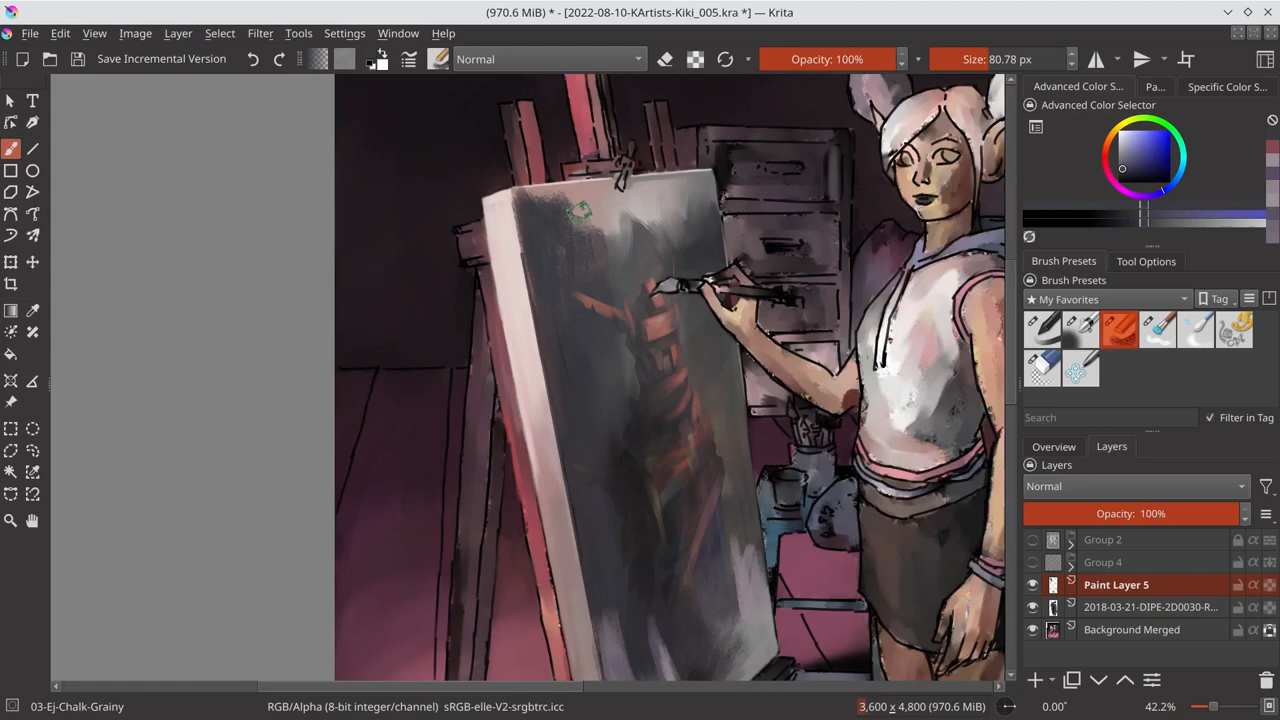 (970.6 MiB) * - [2022-08-10-KArtists-Kiki_005.kra *] — Krita
File Edit View Image Layer Select Filter Tools Settings Window Help
Save Incremental Version Normal Opacity: 100% Size: 80.78 px
Advanced Color S... Pa... Specific Color S...
Advanced Color Selector
Brush Presets Tool Options
Brush Presets
★ My Favorites Tag
Search Filter in Tag
Overview Layers
Layers
Normal
Opacity: 100%
Group 2
Group 4
Paint Layer 5
2018-03-21-DIPE-2D0030-R...
Background Merged
03-Ej-Chalk-Grainy RGB/Alpha (8-bit integer/channel) sRGB-elle-V2-srgbtrc.icc 3,600 x 4,800 (970.6 MiB) 0.00° 42.2%